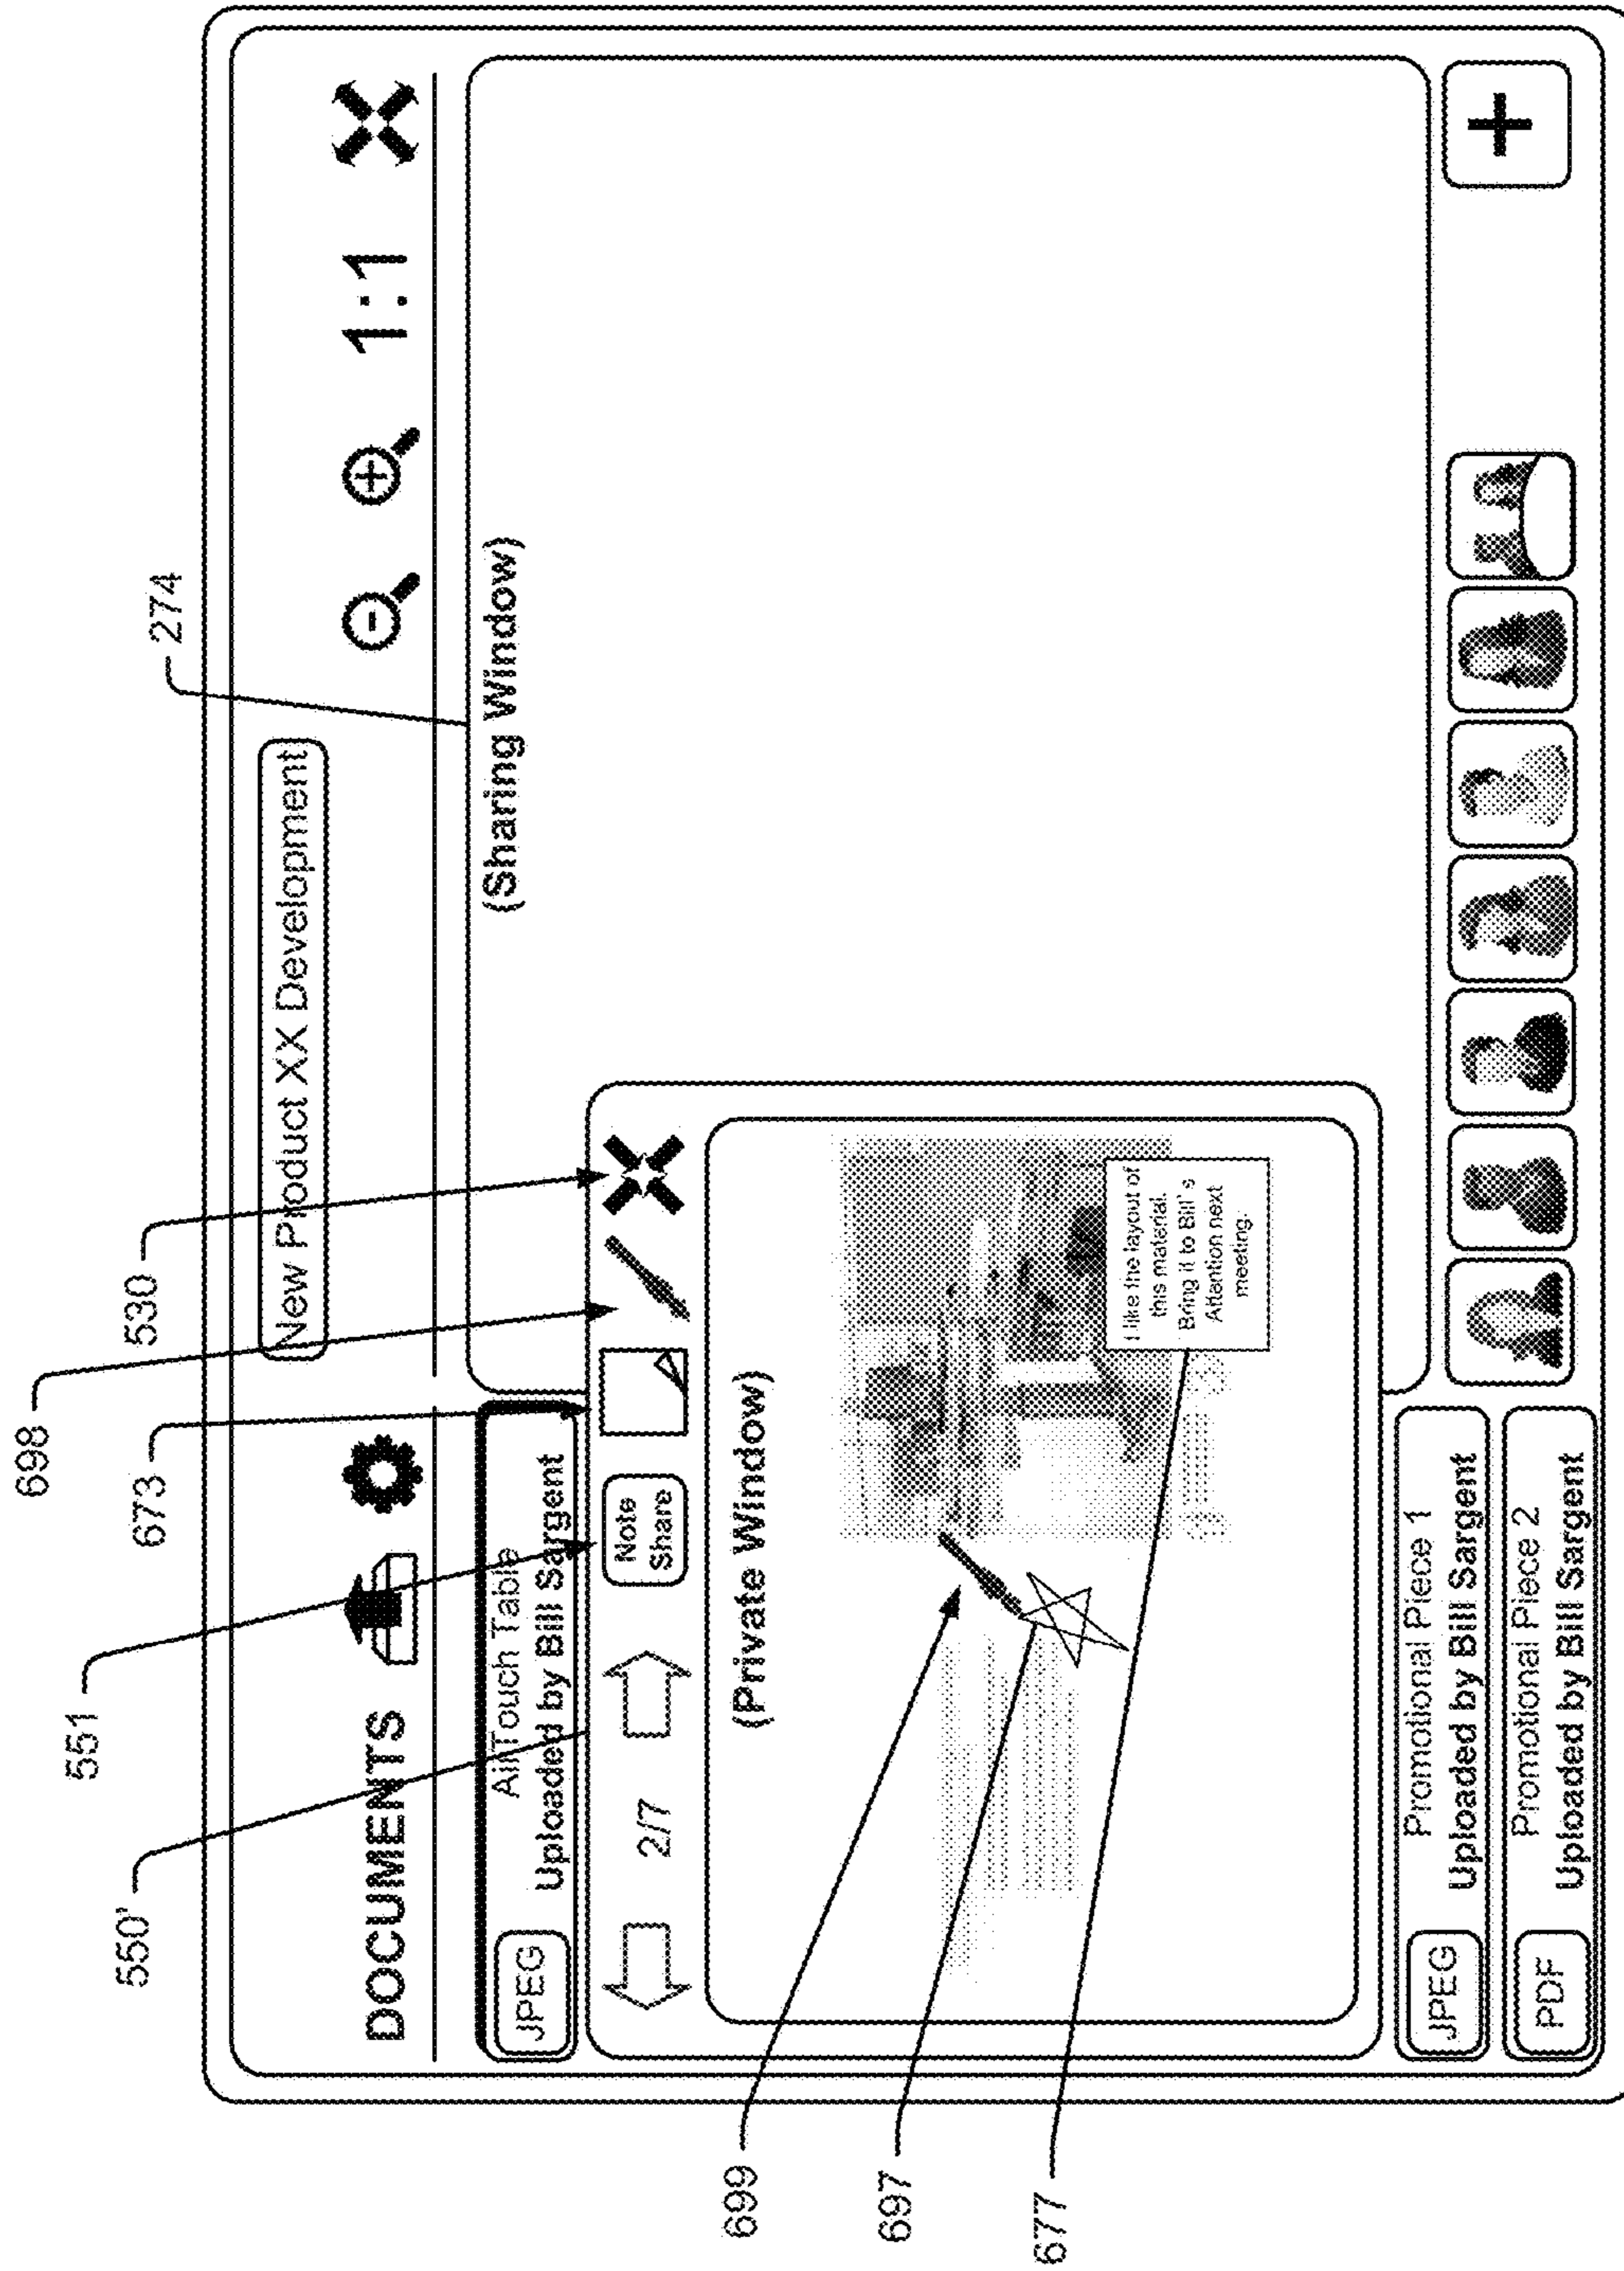 274
530
698
673
551
550'
New Product XX Development
DOCUMENTS
1:1
(Sharing Window)
JPEG
AirTouch Table
Uploaded by Bill Sargent
2/7
Note
Share
(Private Window)
I like the layout of
this material.
Bring it to Bill's
Attention next
meeting.
699
697
677
JPEG
Promotional Piece 1
Uploaded by Bill Sargent
PDF
Promotional Piece 2
Uploaded by Bill Sargent